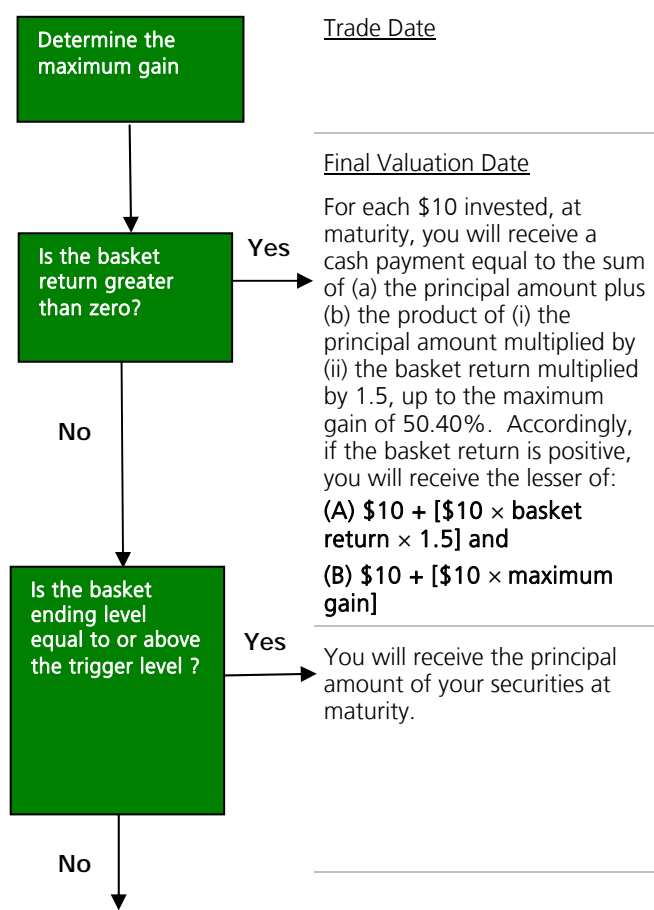 Determine the
maximum gain
Trade Date
Final Valuation Date
Is the basket
return greater
than zero?
Yes
For each $10 invested, at
maturity, you will receive a
cash payment equal to the sum
of (a) the principal amount plus
(b) the product of (i) the
principal amount multiplied by
(ii) the basket return multiplied
by 1.5, up to the maximum
gain of 50.40%.  Accordingly,
if the basket return is positive,
you will receive the lesser of:
(A) $10 + [$10 × basket
return × 1.5] and
(B) $10 + [$10 × maximum
gain]
No
Is the basket
ending level
equal to or above
the trigger level ?
Yes
You will receive the principal
amount of your securities at
maturity.
No